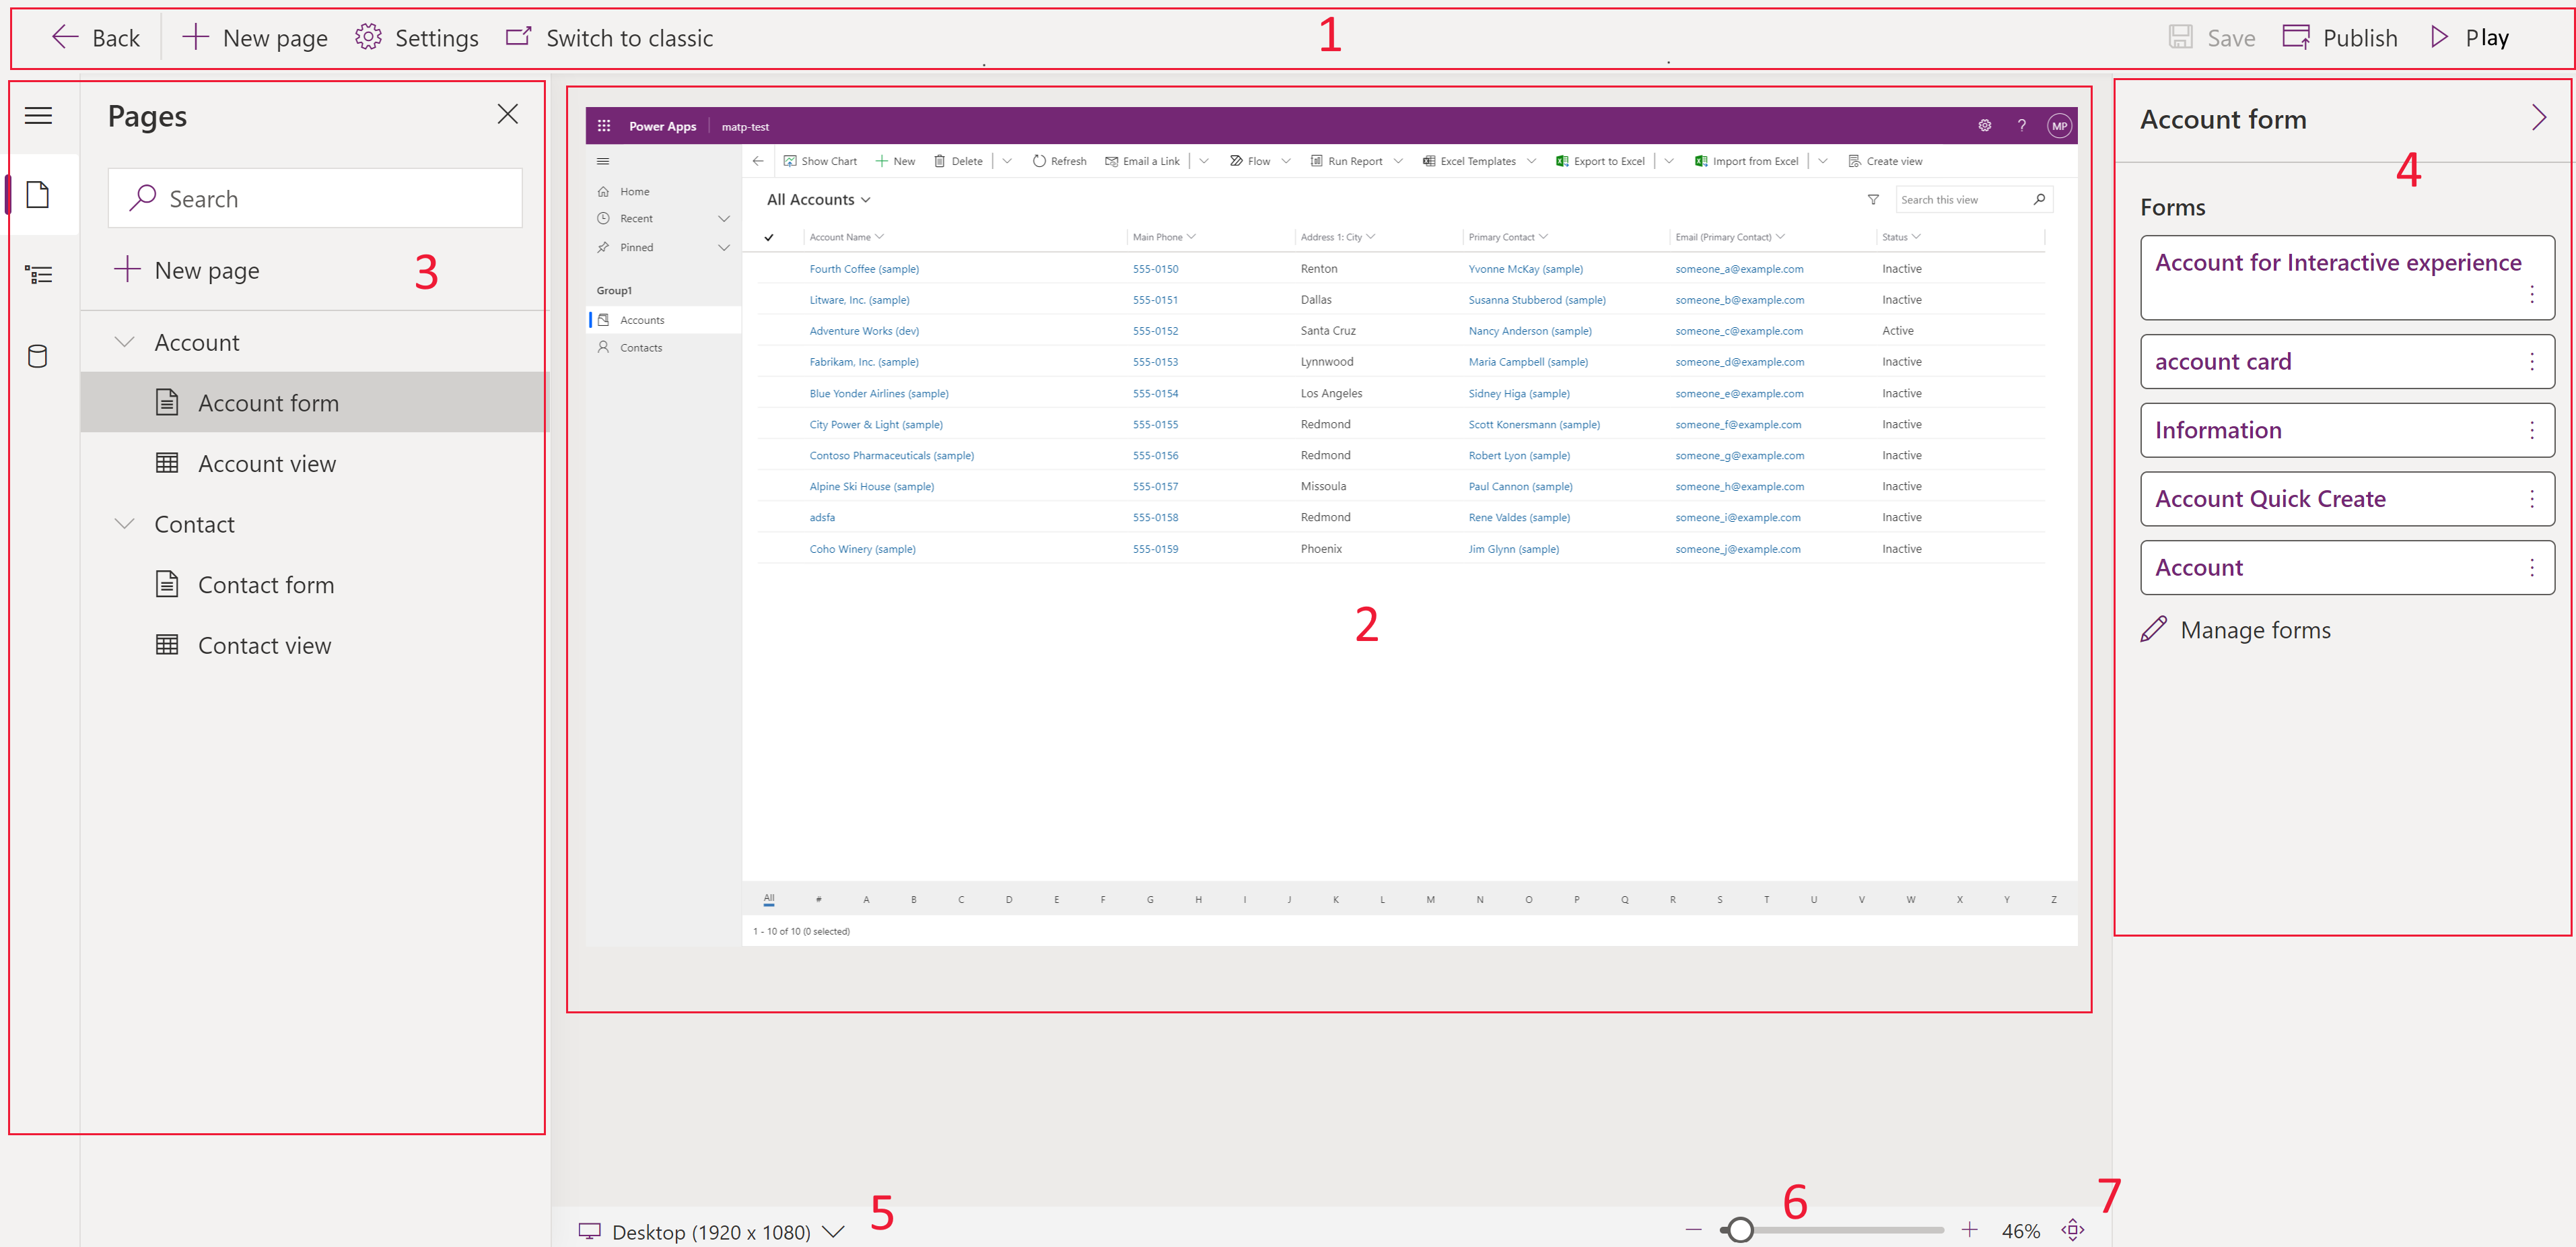 Back
New page
Settings
Switch to classic
1
Save
Publish
Play
Pages
Search
New page
3
Account
Account form
Account view
Contact
Contact form
Contact view
Power Apps
matp-test
?
MP
Home
Recent
Pinned
Group1
Accounts
Contacts
Show Chart
New
Delete
Refresh
Email a Link
Flow
Run Report
Excel Templates
Export to Excel
Import from Excel
Create view
All Accounts
Search this view
Account Name Main Phone Address 1: City Primary Contact Email (Primary Contact) Status
Fourth Coffee (sample) 555-0150 Renton Yvonne McKay (sample) someone_a@example.com Inactive
Litware, Inc. (sample) 555-0151 Dallas Susanna Stubberod (sample) someone_b@example.com Inactive
Adventure Works (dev) 555-0152 Santa Cruz Nancy Anderson (sample) someone_c@example.com Active
Fabrikam, Inc. (sample) 555-0153 Lynnwood Maria Campbell (sample) someone_d@example.com Inactive
Blue Yonder Airlines (sample) 555-0154 Los Angeles Sidney Higa (sample) someone_e@example.com Inactive
City Power & Light (sample) 555-0155 Redmond Scott Konersmann (sample) someone_f@example.com Inactive
Contoso Pharmaceuticals (sample) 555-0156 Redmond Robert Lyon (sample) someone_g@example.com Inactive
Alpine Ski House (sample) 555-0157 Missoula Paul Cannon (sample) someone_h@example.com Inactive
adsfa 555-0158 Redmond Rene Valdes (sample) someone_i@example.com Inactive
Coho Winery (sample) 555-0159 Phoenix Jim Glynn (sample) someone_j@example.com Inactive
2
All # A B C D E F G H I J K L M N O P Q R S T U V W X Y Z
1 - 10 of 10 (0 selected)
Account form
4
Forms
Account for Interactive experience
account card
Information
Account Quick Create
Account
Manage forms
Desktop (1920 x 1080)
5
6
46%
7